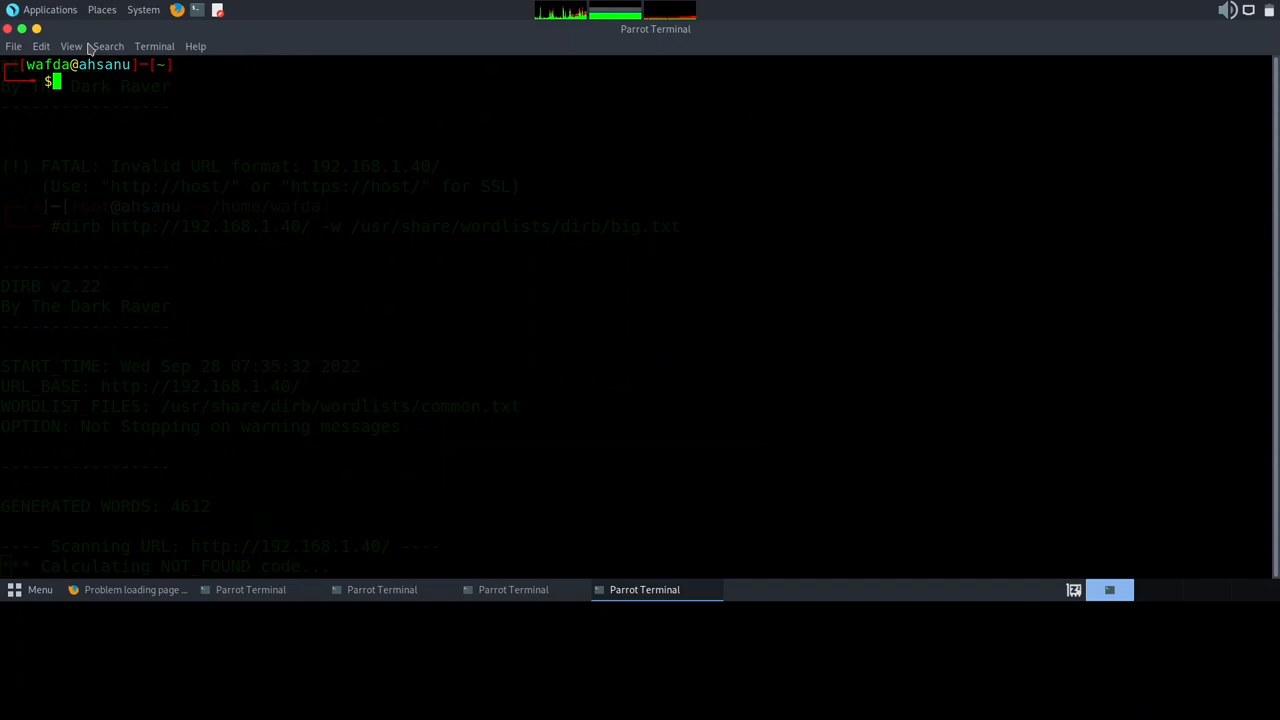 Applications Places System
Parrot Terminal
File Edit View Search Terminal Help
┌─[wafda@ahsanu]─[~]
└──╼ $
By The Dark Raver
-----------------
(!) FATAL: Invalid URL format: 192.168.1.40/
(Use: "http://host/" or "https://host/" for SSL)
[root@ahsanu]─[/home/wafda]
#dirb http://192.168.1.40/ -w /usr/share/wordlists/dirb/big.txt
-----------------
DIRB v2.22
By The Dark Raver
-----------------
START_TIME: Wed Sep 28 07:35:32 2022
URL_BASE: http://192.168.1.40/
WORDLIST_FILES: /usr/share/dirb/wordlists/common.txt
OPTION: Not Stopping on warning messages
-----------------
GENERATED WORDS: 4612
---- Scanning URL: http://192.168.1.40/ ----
*** Calculating NOT_FOUND code...
Menu Problem loading page ... Parrot Terminal Parrot Terminal Parrot Terminal Parrot Terminal